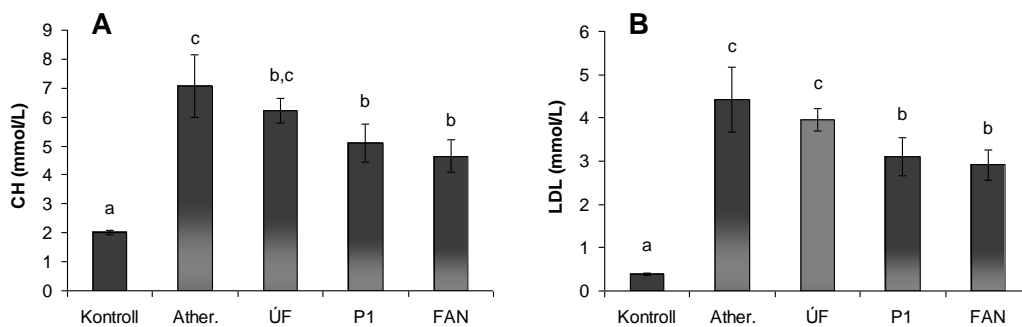 A
CH (mmol/L)
9
8
7
6
5
4
3
2
1
0
a
c
b,c
b
b
Kontroll Ather. ÚF P1 FAN
B
LDL (mmol/L)
6
5
4
3
2
1
0
a
c
c
b
b
Kontroll Ather. ÚF P1 FAN